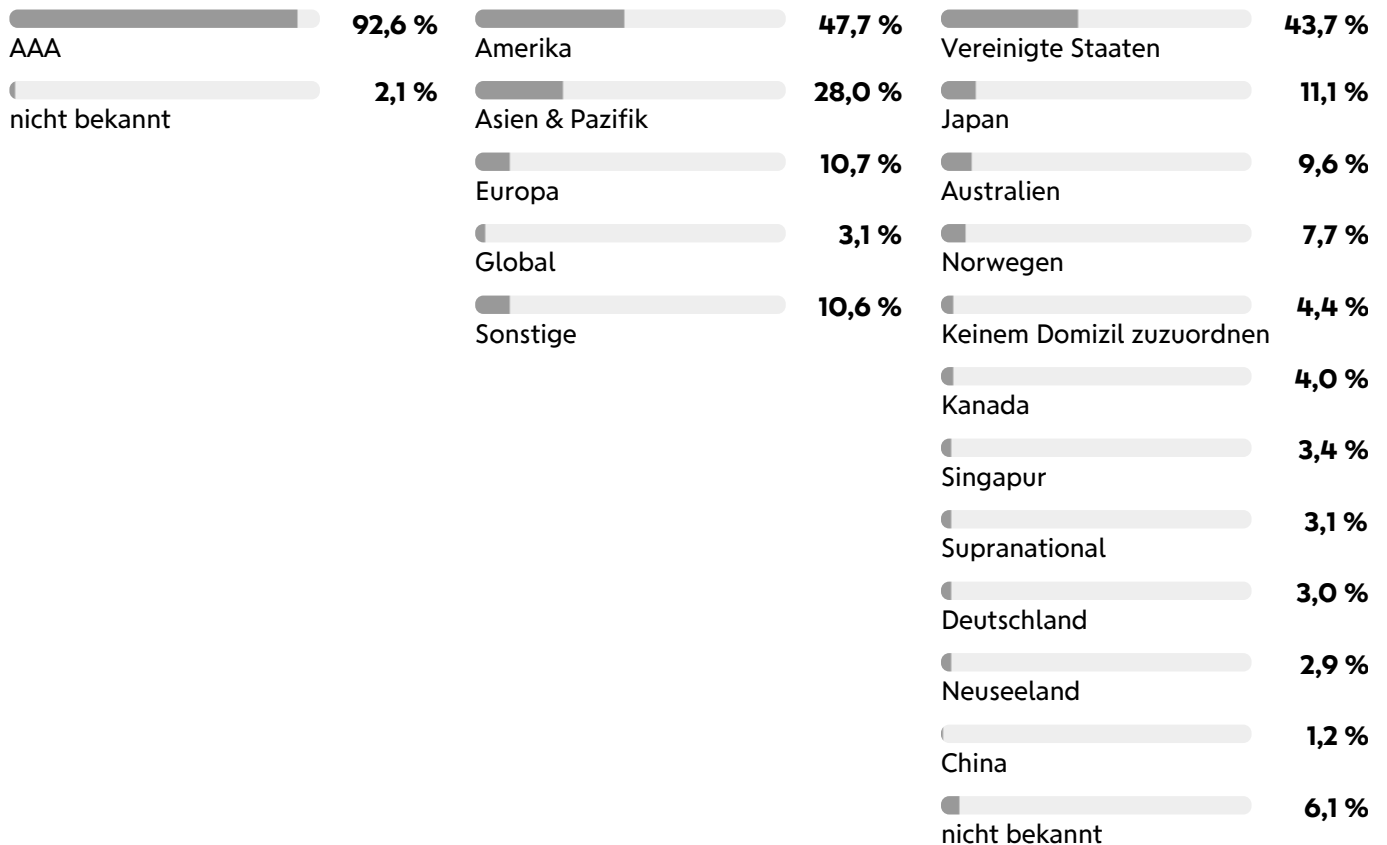 92,6 %
AAA
2,1 %
nicht bekannt
47,7 %
Amerika
28,0 %
Asien & Pazifik
10,7 %
Europa
3,1 %
Global
10,6 %
Sonstige
43,7 %
Vereinigte Staaten
11,1 %
Japan
9,6 %
Australien
7,7 %
Norwegen
4,4 %
Keinem Domizil zuzuordnen
4,0 %
Kanada
3,4 %
Singapur
3,1 %
Supranational
3,0 %
Deutschland
2,9 %
Neuseeland
1,2 %
China
6,1 %
nicht bekannt